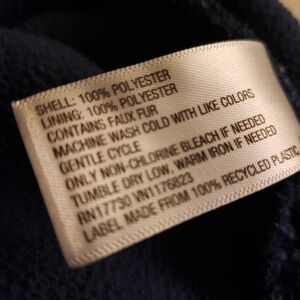 SHELL: 100% POLYESTER
LINING: 100% POLYESTER
CONTAINS FAUX FUR
MACHINE WASH COLD WITH LIKE COLORS
GENTLE CYCLE
ONLY NON-CHLORINE BLEACH IF NEEDED
TUMBLE DRY LOW, WARM IRON IF NEEDED
RN17730 VN1176823
LABEL MADE FROM 100% RECYCLED PLASTIC